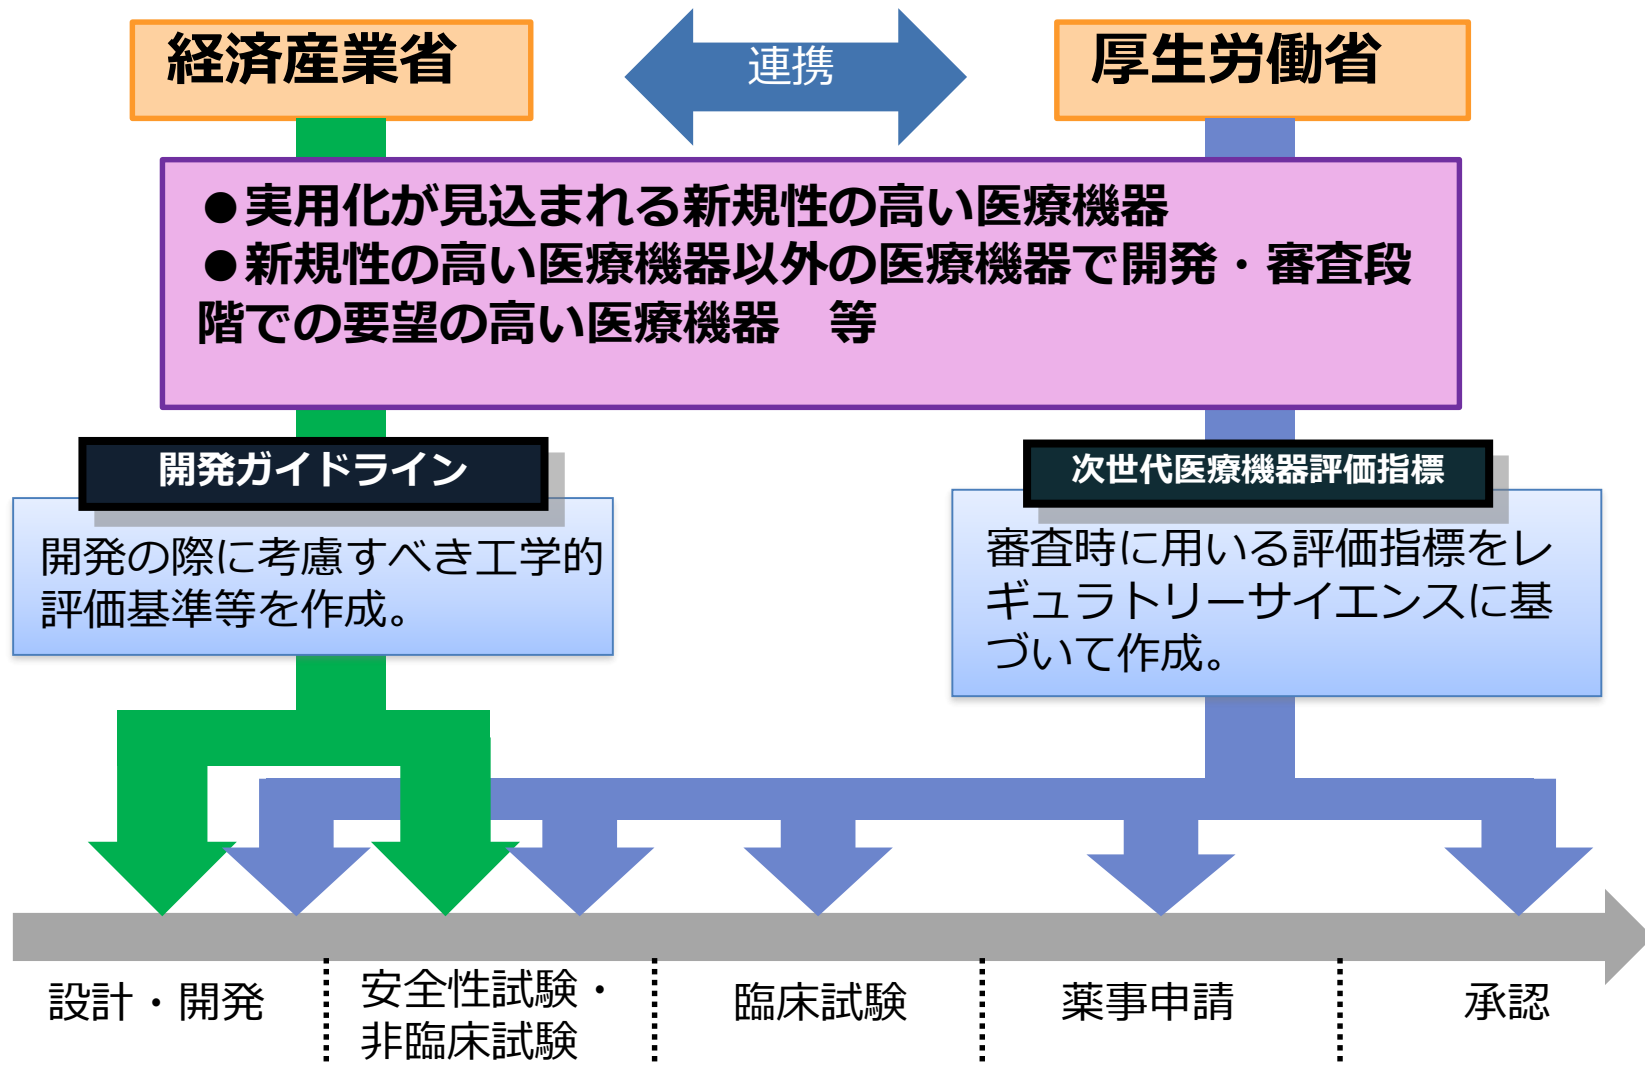 経済産業省
連携
厚生労働省
●実用化が見込まれる新規性の高い医療機器
●新規性の高い医療機器以外の医療機器で開発・審査段
階での要望の高い医療機器　等
開発ガイドライン
開発の際に考慮すべき工学的
評価基準等を作成。
次世代医療機器評価指標
審査時に用いる評価指標をレ
ギュラトリーサイエンスに基
づいて作成。
設計・開発
安全性試験・
非臨床試験
臨床試験
薬事申請
承認